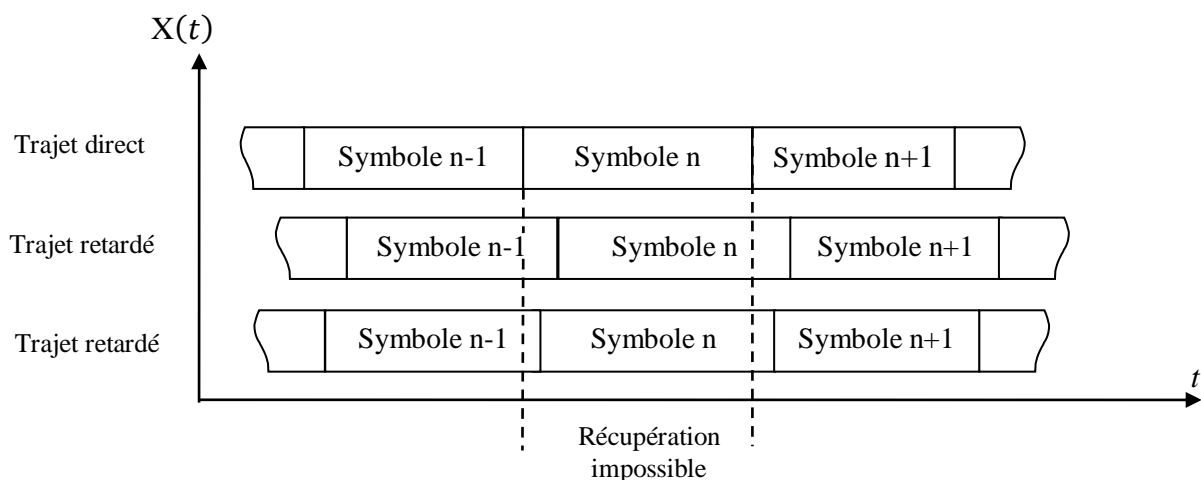 X(t)
Trajet direct
Symbole n-1
Symbole n
Symbole n+1
Trajet retardé
Symbole n-1
Symbole n
Symbole n+1
Trajet retardé
Symbole n-1
Symbole n
Symbole n+1
t
Récupération
impossible